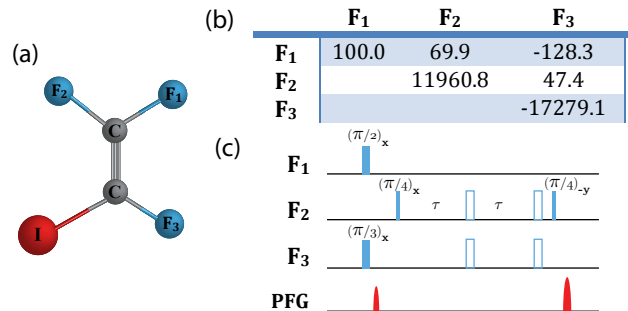 (a)
F₂
F₁
C
C
I
F₃
(b)
F₁ F₂ F₃
F₁ 100.0 69.9 -128.3
F₂ 11960.8 47.4
F₃ -17279.1
(c)
(π/2)ₓ
F₁
(π/4)ₓ τ τ (π/4)₋y
F₂
(π/3)ₓ
F₃
PFG